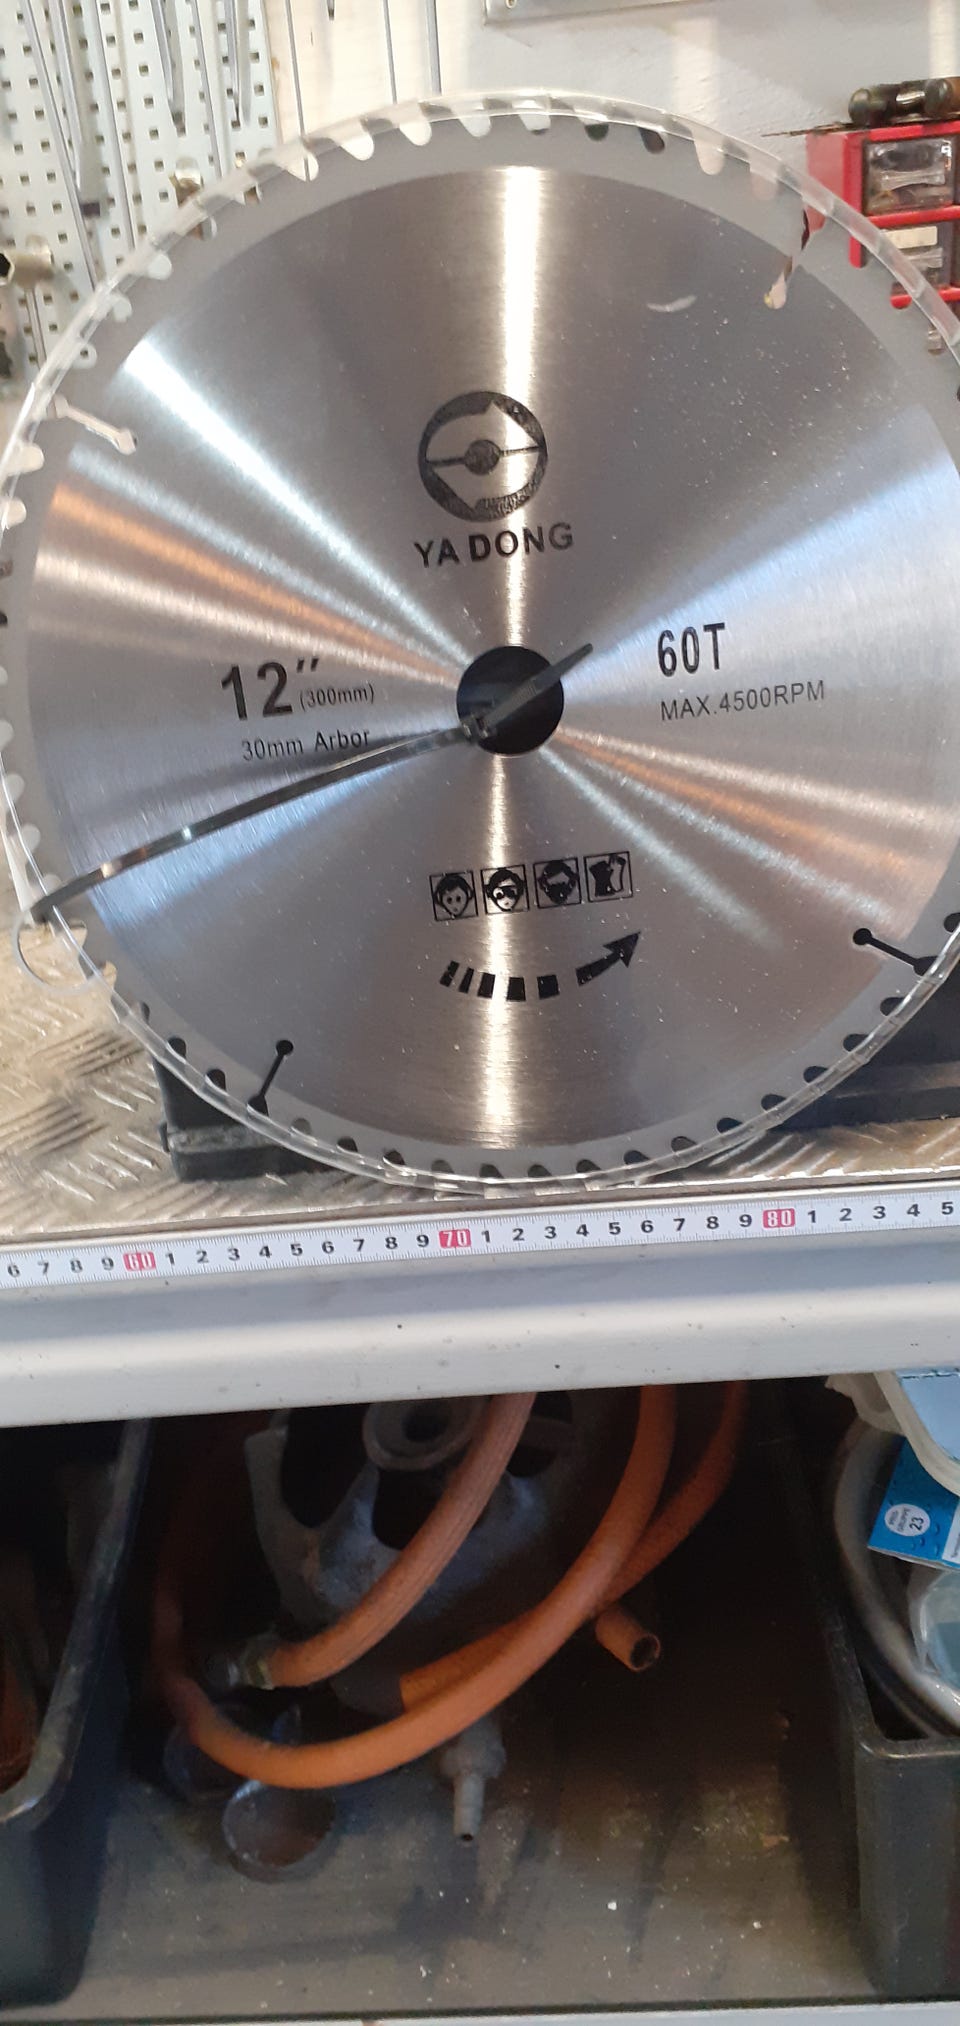 YA DONG
12″
(300mm)
30mm Arbor
60T
MAX.4500RPM
6 7 8 9 60 1 2 3 4 5 6 7 8 9 70 1 2 3 4 5 6 7 8 9 80 1 2 3 4 5
23